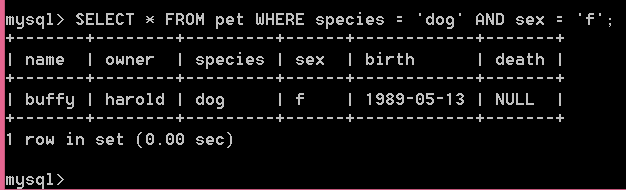 mysql> SELECT * FROM pet WHERE species = 'dog' AND sex = 'f';
+-------+--------+---------+------+------------+-------+
| name  | owner  | species | sex  | birth      | death |
+-------+--------+---------+------+------------+-------+
| buffy | harold | dog     | f    | 1989-05-13 | NULL  |
+-------+--------+---------+------+------------+-------+
1 row in set (0.00 sec)
mysql>